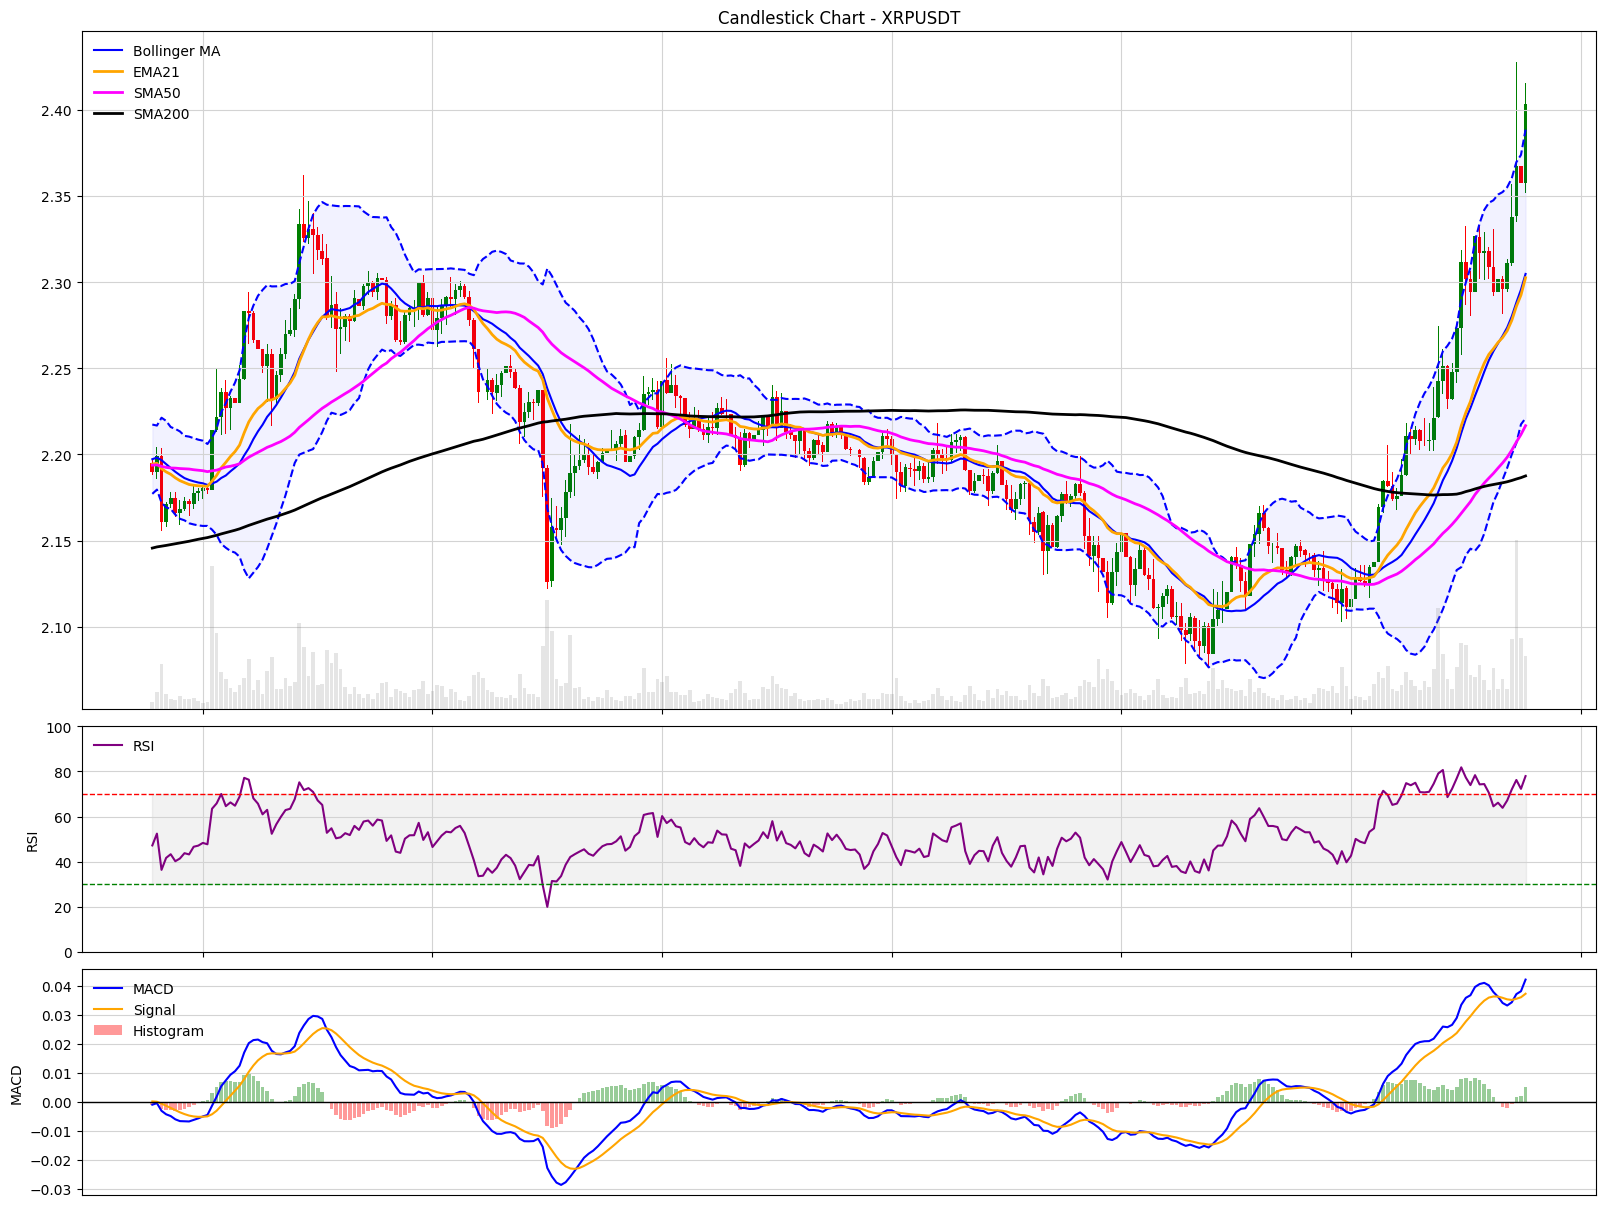 Candlestick Chart - XRPUSDT
Bollinger MA
EMA21
SMA50
SMA200
2.40
2.35
2.30
2.25
2.20
2.15
2.10
RSI
RSI
100
80
60
40
20
0
MACD
Signal
Histogram
MACD
0.04
0.03
0.02
0.01
0.00
−0.01
−0.02
−0.03